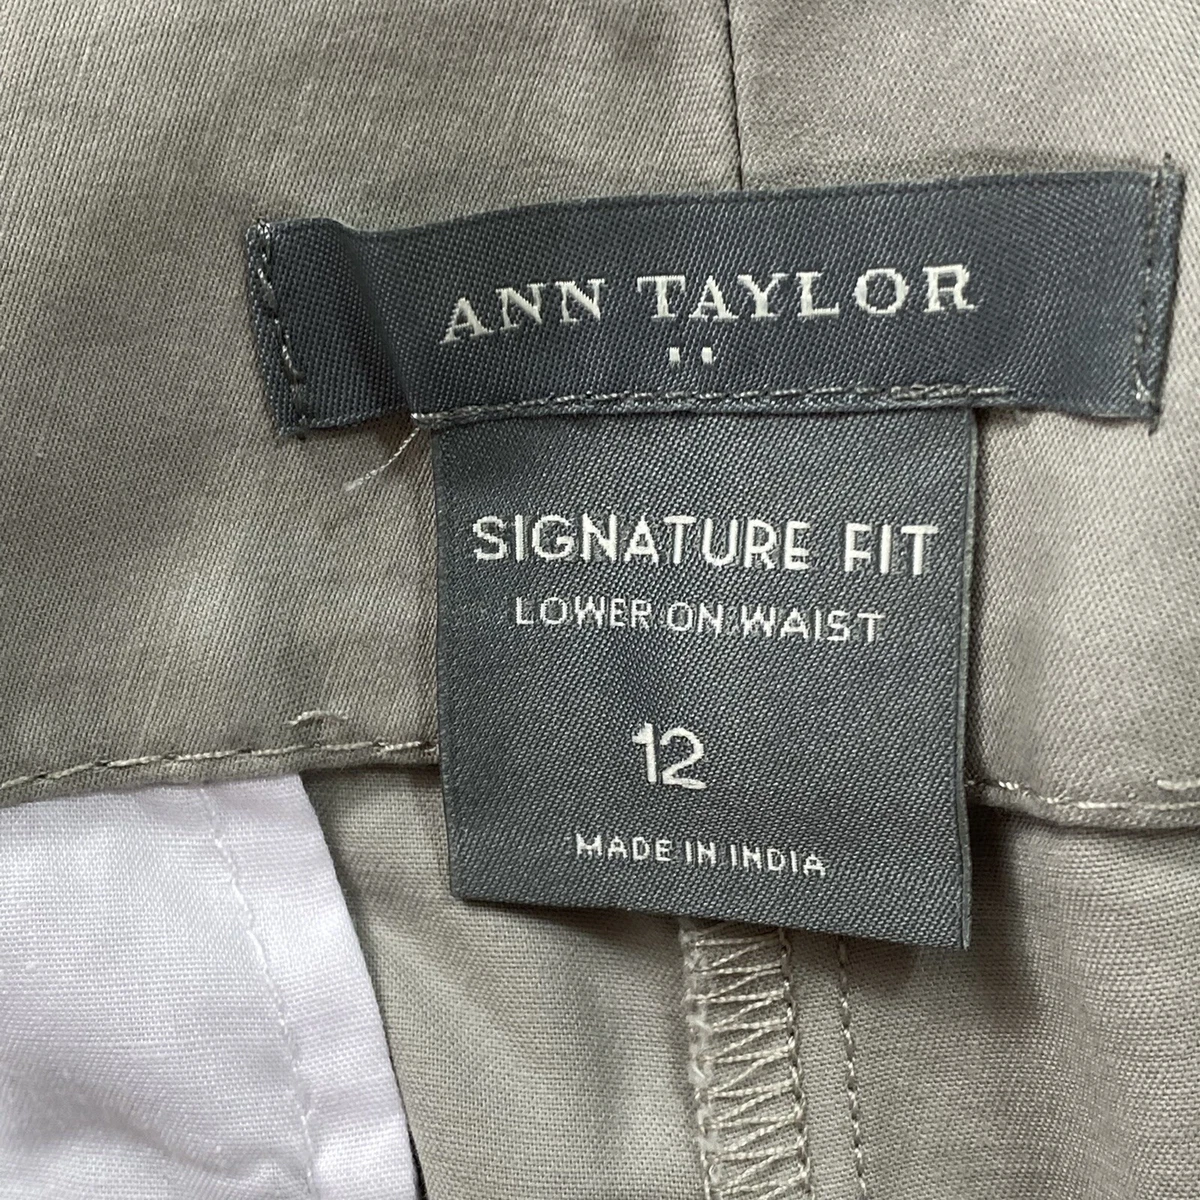 ANN TAYLOR
SIGNATURE FIT
LOWER ON WAIST
12
MADE IN INDIA